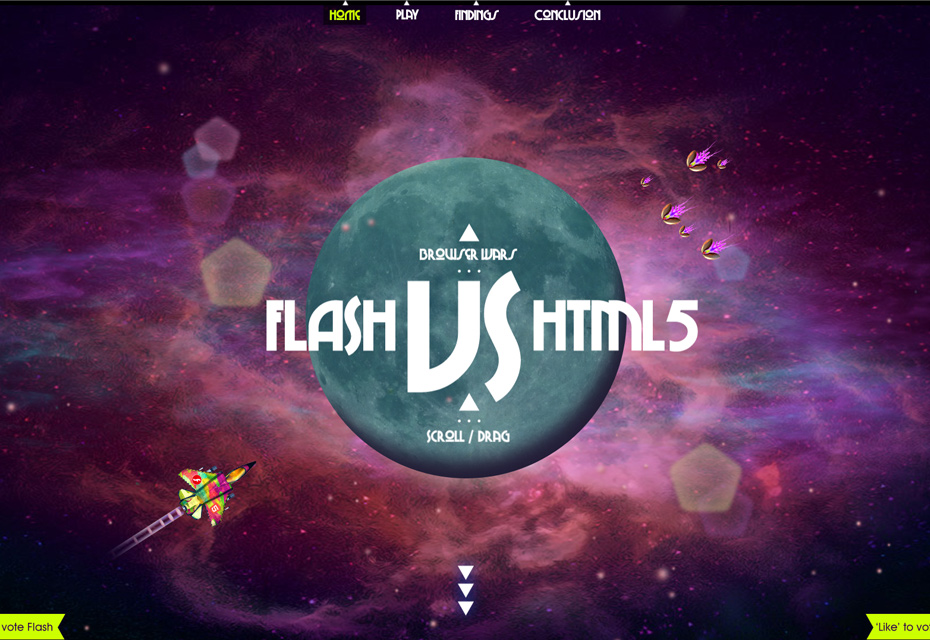 HOME PLAY FINDINGS CONCLUSION
BROWSER WARS
FLASH VS HTML5
SCROLL / DRAG
vote Flash
'Like' to vo